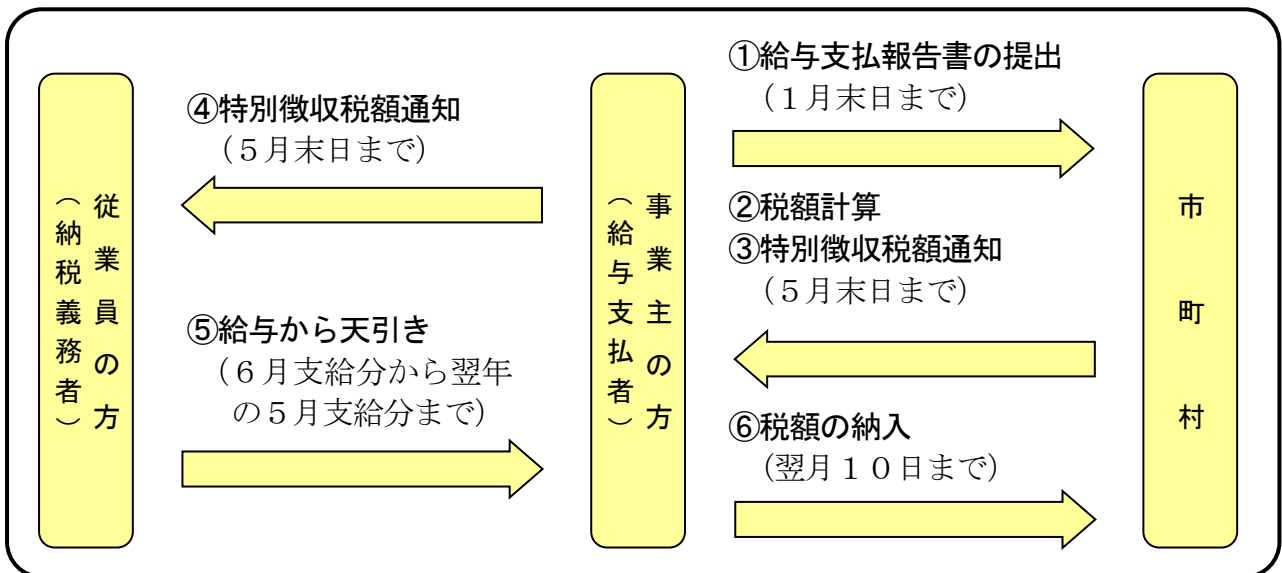 従業員の方
（納税義務者）
④特別徴収税額通知
（５月末日まで）
⑤給与から天引き
（６月支給分から翌年
の５月支給分まで）
事業主の方
（給与支払者）
①給与支払報告書の提出
（１月末日まで）
②税額計算
③特別徴収税額通知
（５月末日まで）
⑥税額の納入
（翌月１０日まで）
市町村